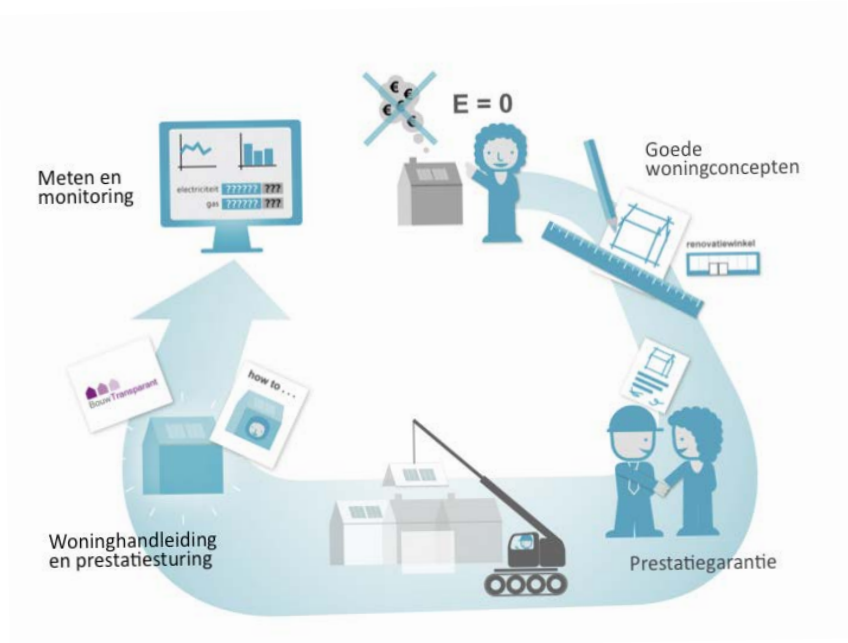 E = 0
Goede
woningconcepten
renovatiewinkel
Meten en
monitoring
electriciteit ?????? ???
gas ?????? ???
BouwTransparant
how to . . .
Woninghandleiding
en prestatiesturing
Prestatiegarantie
€
€
€
€
€